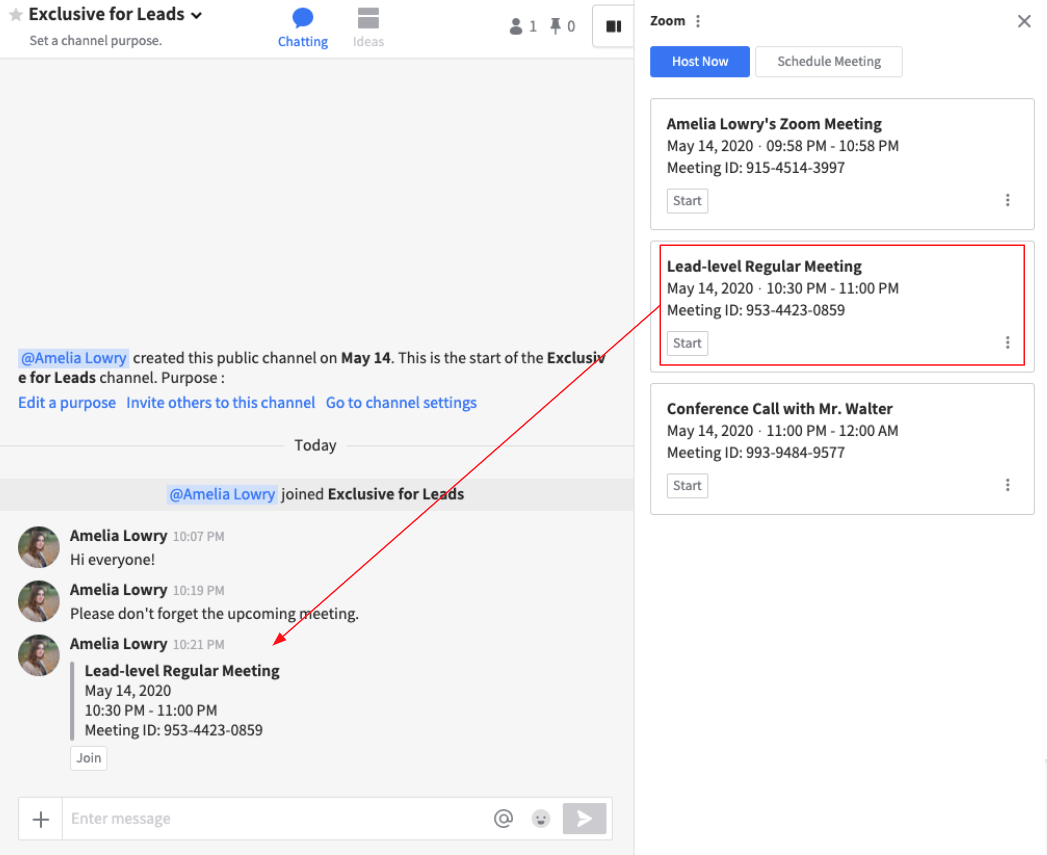 Exclusive for Leads
Set a channel purpose.
Chatting
Ideas
1
0
@Amelia Lowry created this public channel on May 14. This is the start of the Exclusiv
e for Leads channel. Purpose :
Edit a purpose Invite others to this channel Go to channel settings
Today
@Amelia Lowry joined Exclusive for Leads
Amelia Lowry 10:07 PM
Hi everyone!
Amelia Lowry 10:19 PM
Please don't forget the upcoming meeting.
Amelia Lowry 10:21 PM
Lead-level Regular Meeting
May 14, 2020
10:30 PM - 11:00 PM
Meeting ID: 953-4423-0859
Join
+ Enter message @
Zoom
Host Now
Schedule Meeting
Amelia Lowry's Zoom Meeting
May 14, 2020 · 09:58 PM - 10:58 PM
Meeting ID: 915-4514-3997
Start
Lead-level Regular Meeting
May 14, 2020 · 10:30 PM - 11:00 PM
Meeting ID: 953-4423-0859
Start
Conference Call with Mr. Walter
May 14, 2020 · 11:00 PM - 12:00 AM
Meeting ID: 993-9484-9577
Start